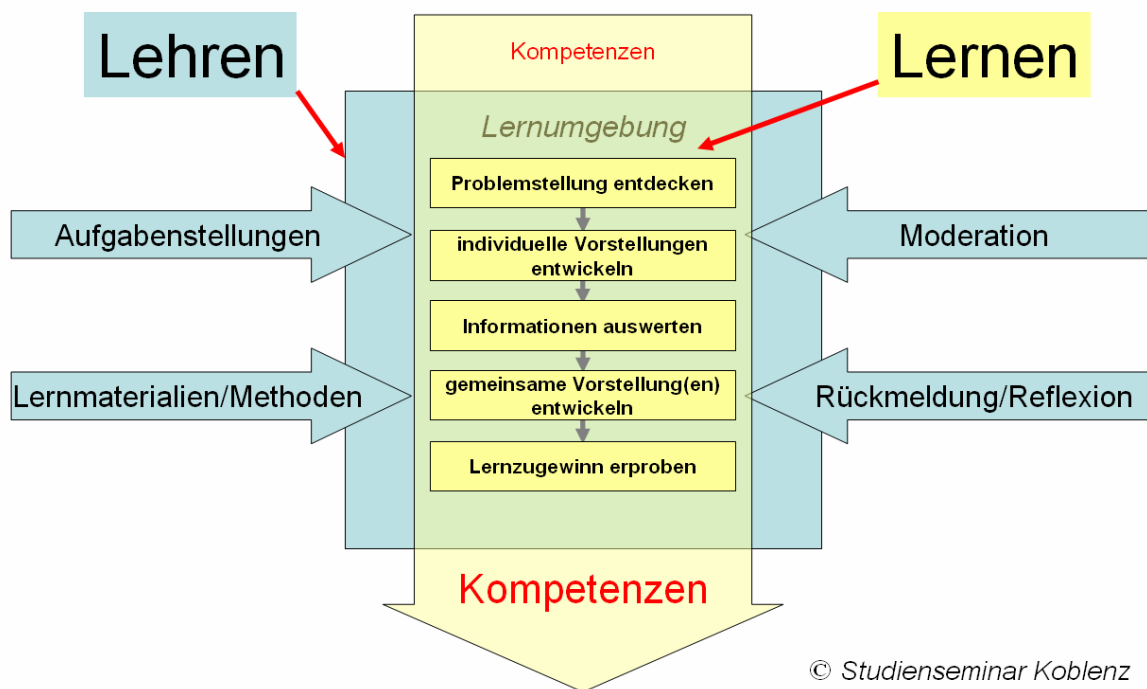 Lehren
Kompetenzen
Lernen
Lernumgebung
Problemstellung entdecken
Aufgabenstellungen
individuelle Vorstellungen
entwickeln
Moderation
Informationen auswerten
Lernmaterialien/Methoden
gemeinsame Vorstellung(en)
entwickeln
Rückmeldung/Reflexion
Lernzugewinn erproben
Kompetenzen
© Studienseminar Koblenz